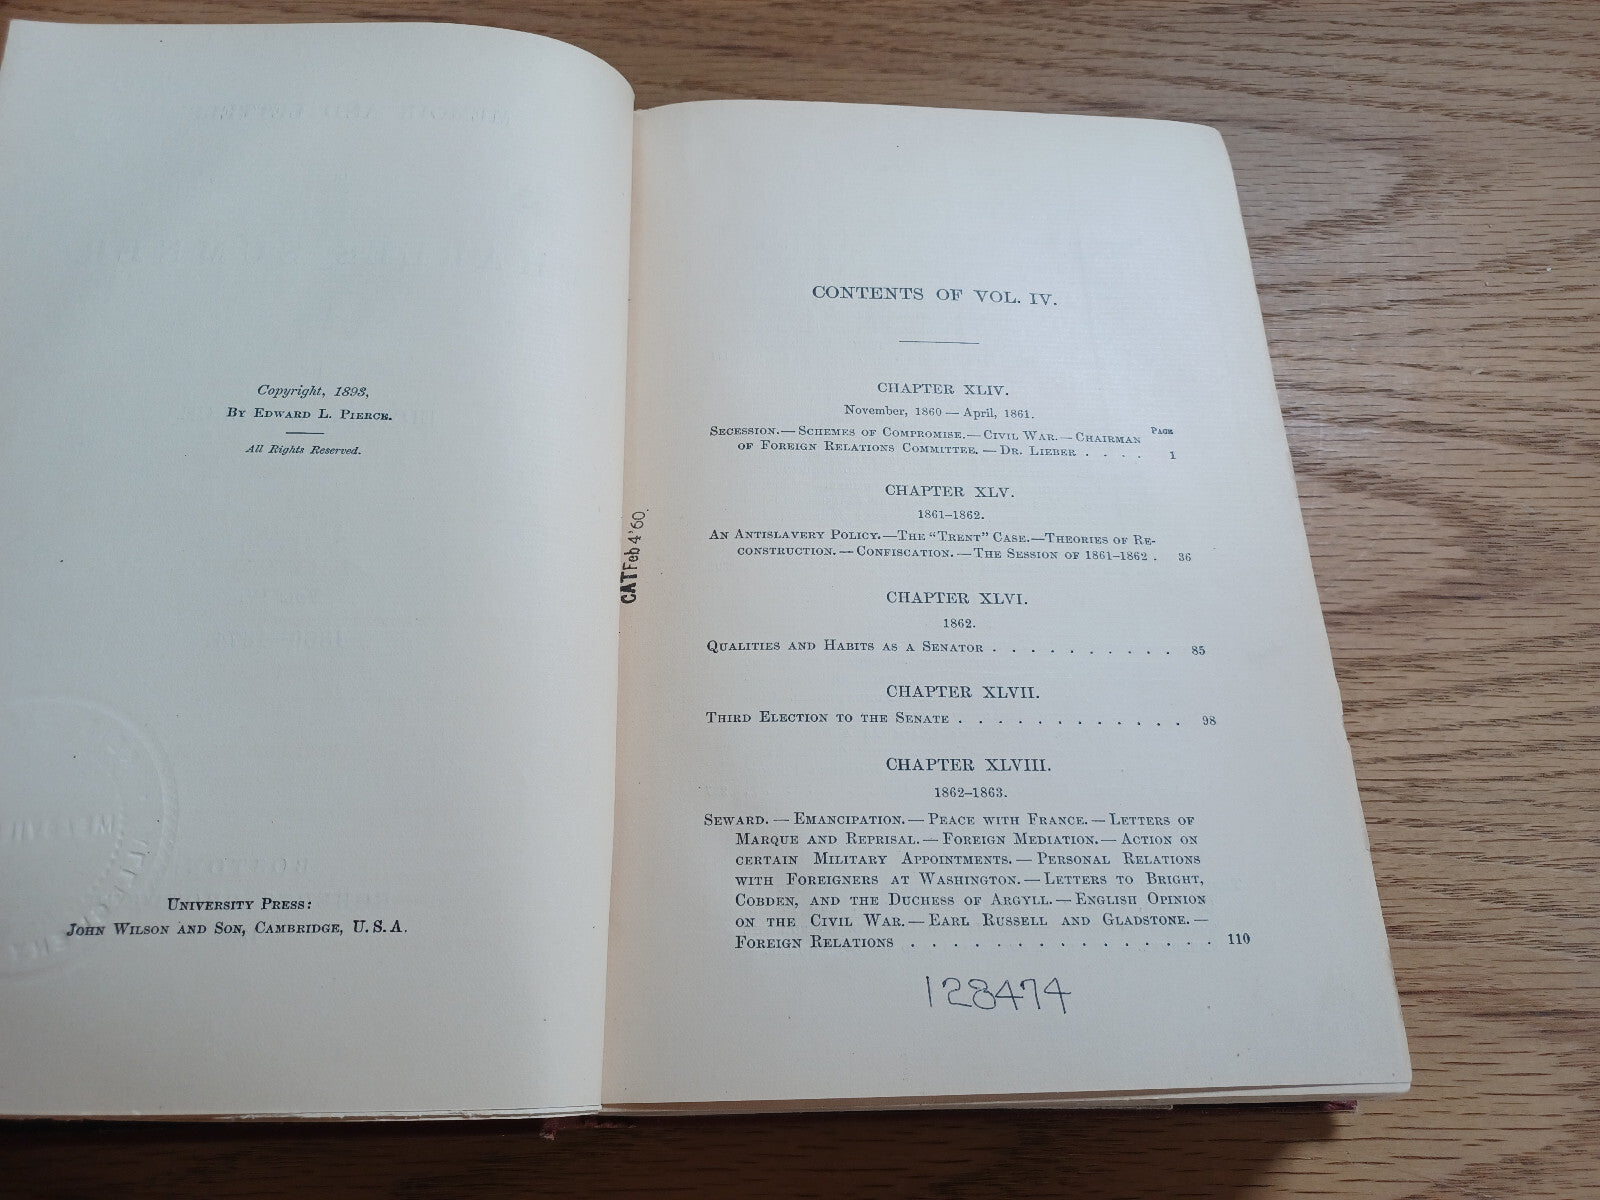 Copyright, 1893,
By Edward L. Pierce.
All Rights Reserved.
University Press:
John Wilson and Son, Cambridge, U.S.A.
CAT Feb 4 '60.
CONTENTS OF VOL. IV.
CHAPTER XLIV.
November, 1860 — April, 1861.
Page
Secession. — Schemes of Compromise. — Civil War. — Chairman
of Foreign Relations Committee. — Dr. Lieber . . . . 1
CHAPTER XLV.
1861–1862.
An Antislavery Policy. — The "Trent" Case. — Theories of Re-
construction. — Confiscation. — The Session of 1861–1862 . 36
CHAPTER XLVI.
1862.
Qualities and Habits as a Senator . . . . . . . . . . 85
CHAPTER XLVII.
Third Election to the Senate . . . . . . . . . . . . 98
CHAPTER XLVIII.
1862–1863.
Seward. — Emancipation. — Peace with France. — Letters of
Marque and Reprisal. — Foreign Mediation. — Action on
certain Military Appointments. — Personal Relations
with Foreigners at Washington. — Letters to Bright,
Cobden, and the Duchess of Argyll. — English Opinion
on the Civil War. — Earl Russell and Gladstone. —
Foreign Relations . . . . . . . . . . . . . . . . 110
128474